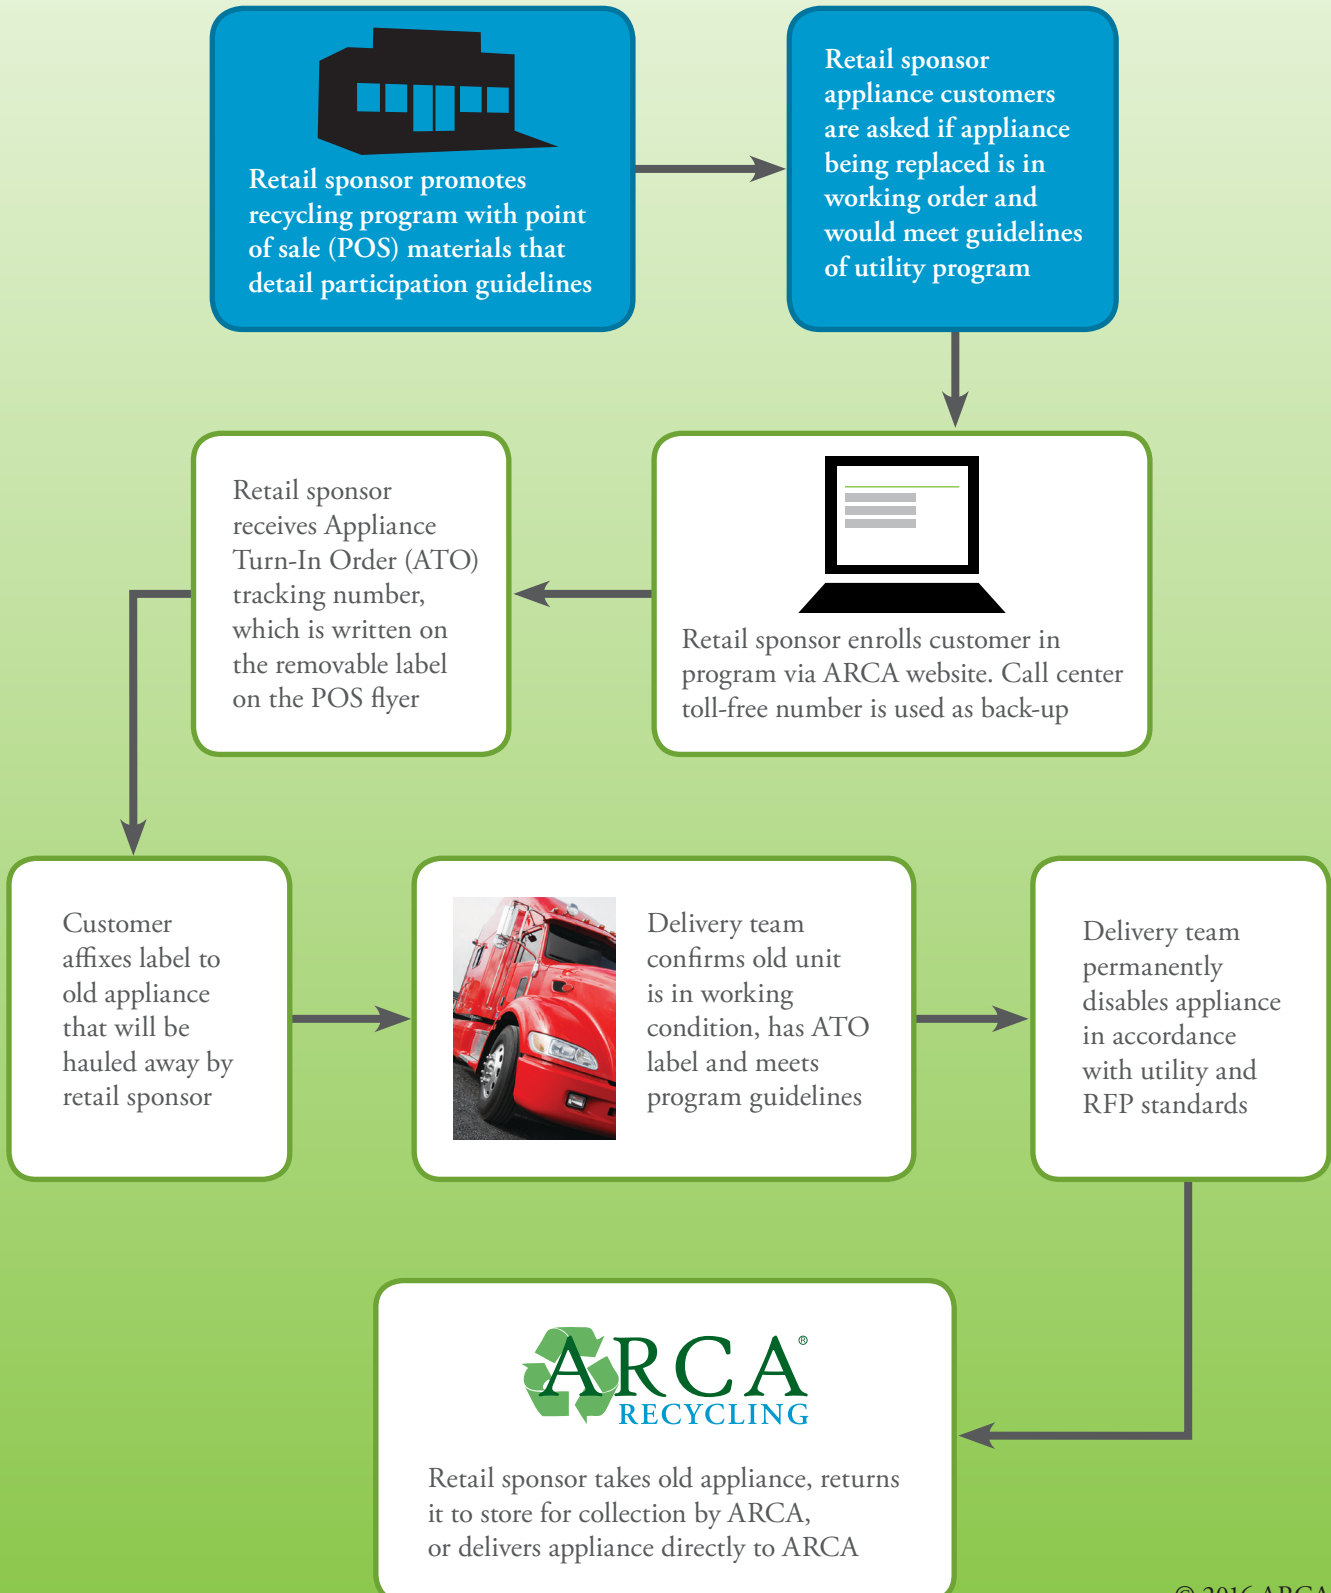 Retail sponsor promotes
recycling program with point
of sale (POS) materials that
detail participation guidelines
Retail sponsor
appliance customers
are asked if appliance
being replaced is in
working order and
would meet guidelines
of utility program
Retail sponsor enrolls customer in
program via ARCA website. Call center
toll-free number is used as back-up
Retail sponsor
receives Appliance
Turn-In Order (ATO)
tracking number,
which is written on
the removable label
on the POS flyer
Customer
affixes label to
old appliance
that will be
hauled away by
retail sponsor
Delivery team
confirms old unit
is in working
condition, has ATO
label and meets
program guidelines
Delivery team
permanently
disables appliance
in accordance
with utility and
RFP standards
ARCA®
RECYCLING
Retail sponsor takes old appliance, returns
it to store for collection by ARCA,
or delivers appliance directly to ARCA
© 2016 ARCA